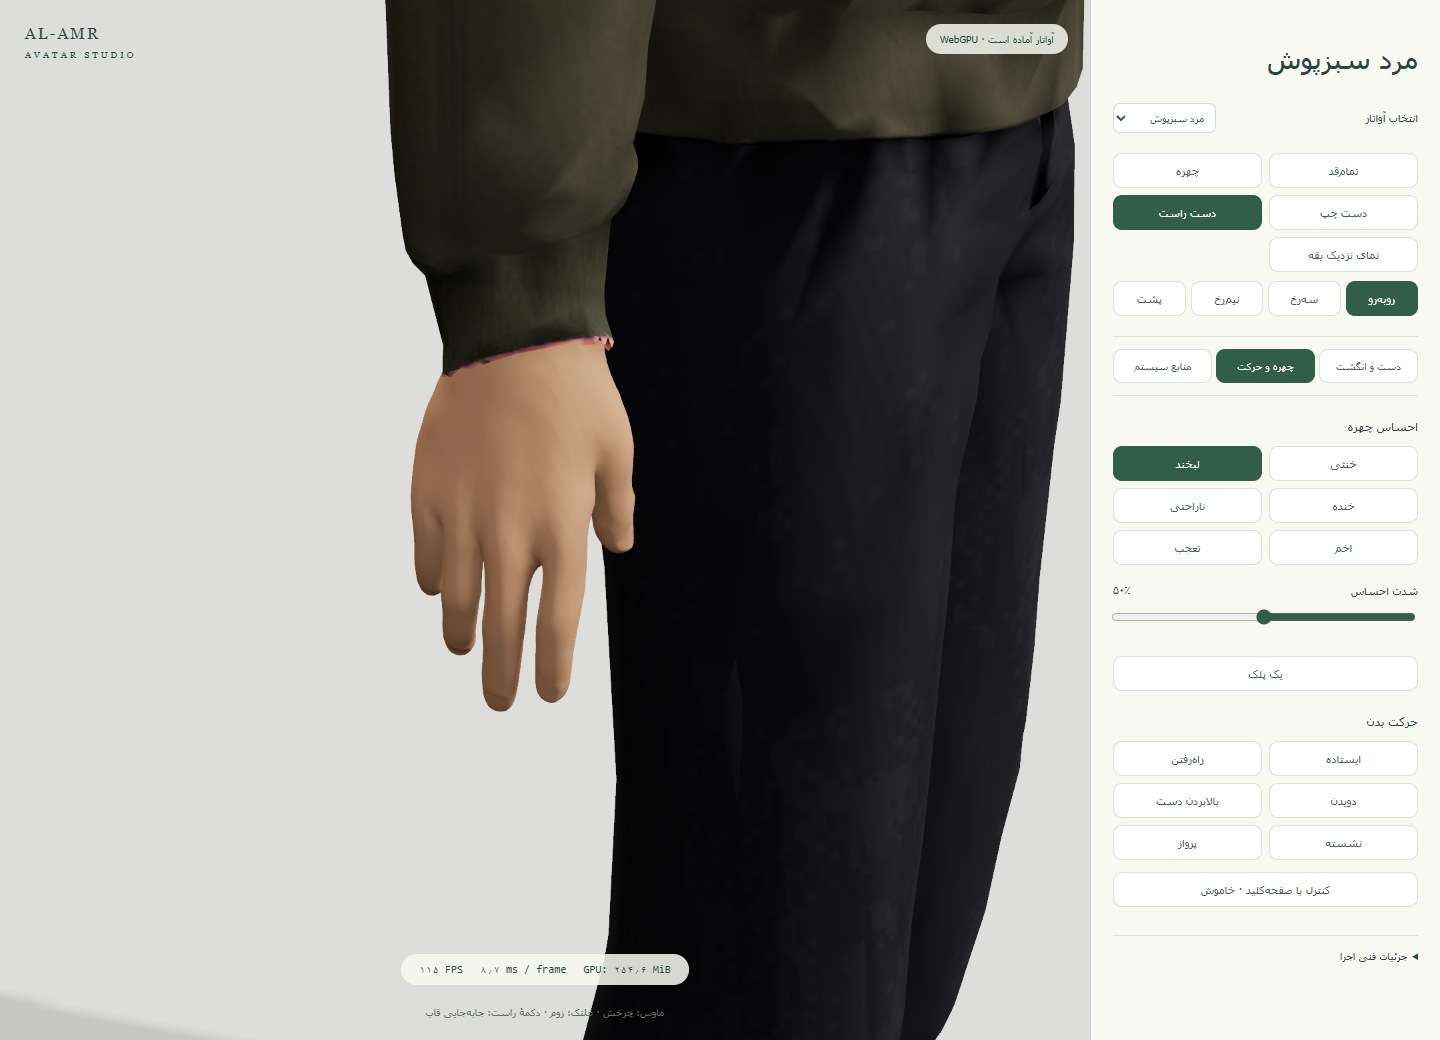 AL-AMR
AVATAR STUDIO
آواتار آماده است · WebGPU
مرد سبزپوش
انتخاب آواتار
مرد سبزپوش
تمام‌قد
چهره
دست چپ
دست راست
نمای نزدیک یقه
روبه‌رو
سه‌رخ
نیم‌رخ
پشت
دست و انگشت
چهره و حرکت
منابع سیستم
احساس چهره
خنثی
لبخند
خنده
ناراحتی
اخم
تعجب
شدت احساس
۵۰٪
یک پلک
حرکت بدن
ایستاده
راه‌رفتن
دویدن
بالابردن دست
نشسته
پرواز
کنترل با صفحه‌کلید · خاموش
جزئیات فنی اجرا
۱۱۵ FPS ۸٫۷ ms / frame GPU: ۲۵۴٫۶ MiB
ماوس: چرخش · غلتک: زوم · دکمهٔ راست: جابه‌جایی قاب